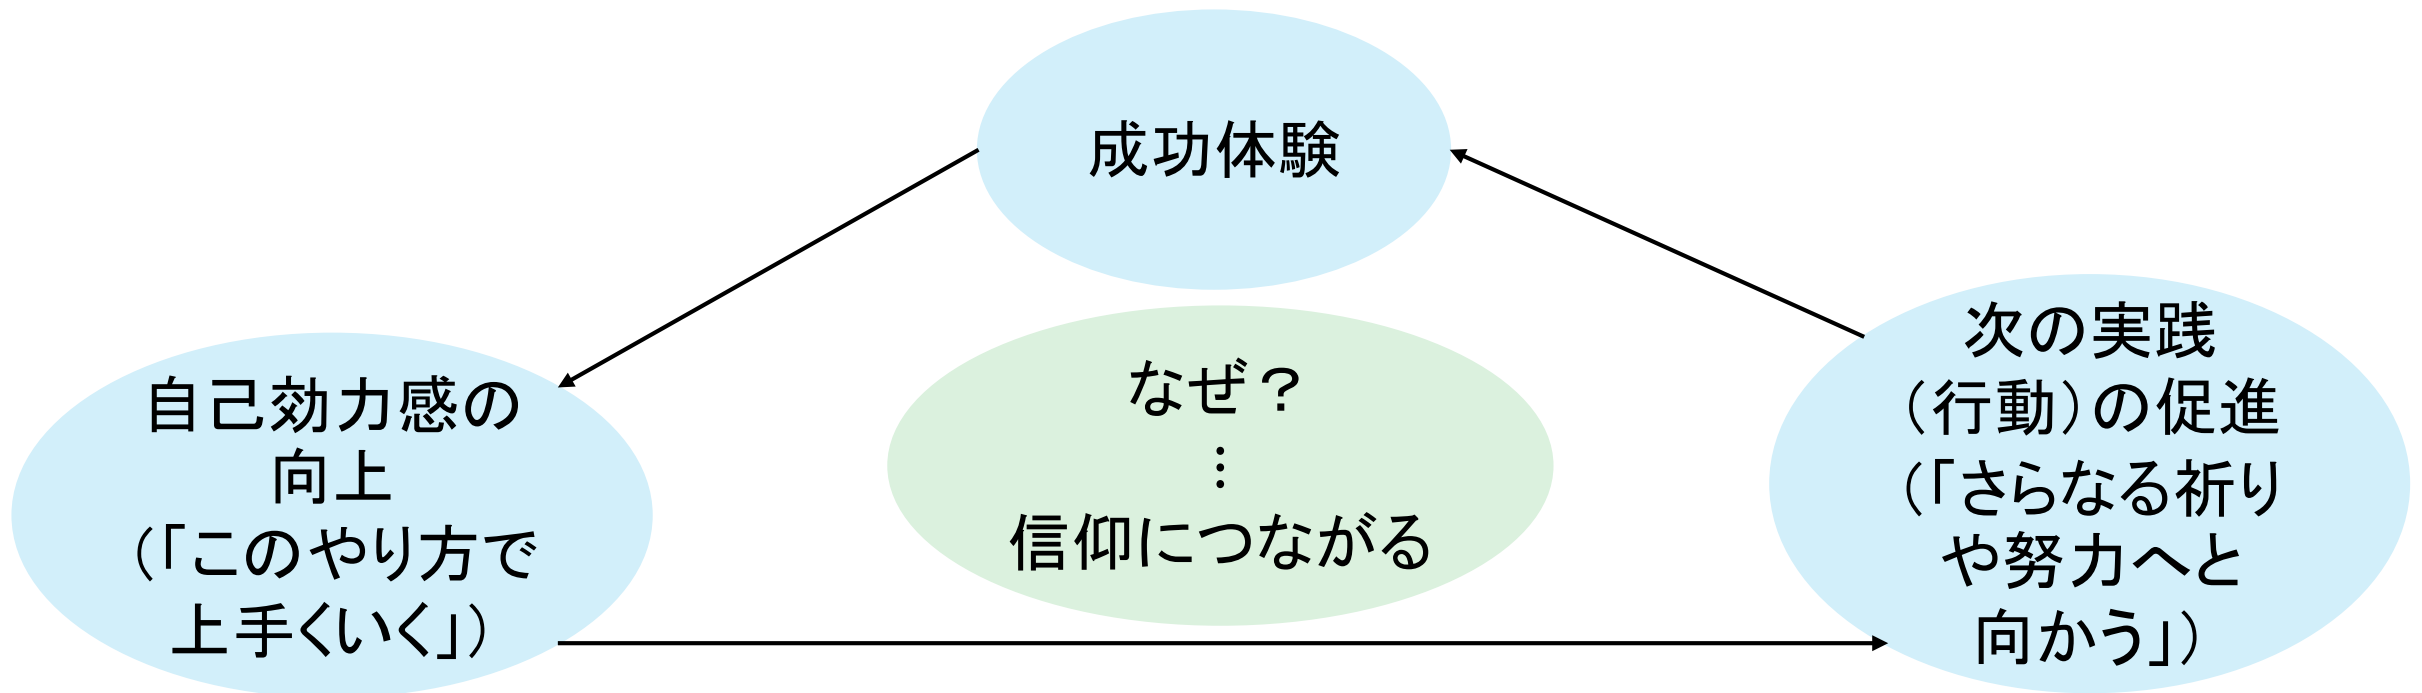 成功体験
自己効力感の
向上
（「このやり方で
上手くいく」）
なぜ？
…
信仰につながる
次の実践
（行動）の促進
（「さらなる祈り
や努力へと
向かう」）